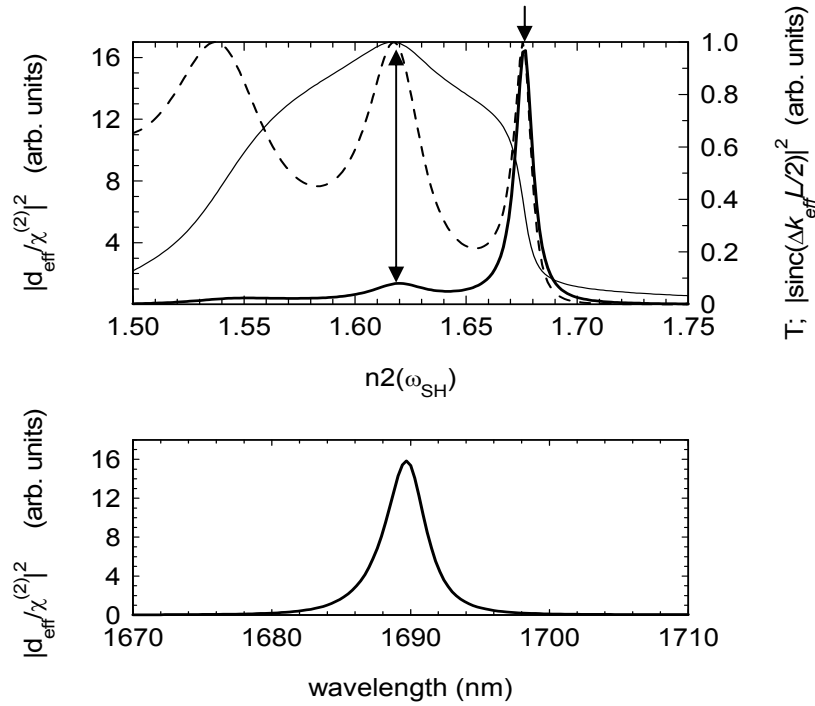 |d_eff/χ^(2)|^2 (arb. units)
16
12
8
4
1.0
0.8
0.6
0.4
0.2
0
T; |sinc(Δk_eff L/2)|^2 (arb. units)
1.50 1.55 1.60 1.65 1.70 1.75
n2(ω_SH)
|d_eff/χ^(2)|^2 (arb. units)
16
12
8
4
0
1670 1680 1690 1700 1710
wavelength (nm)